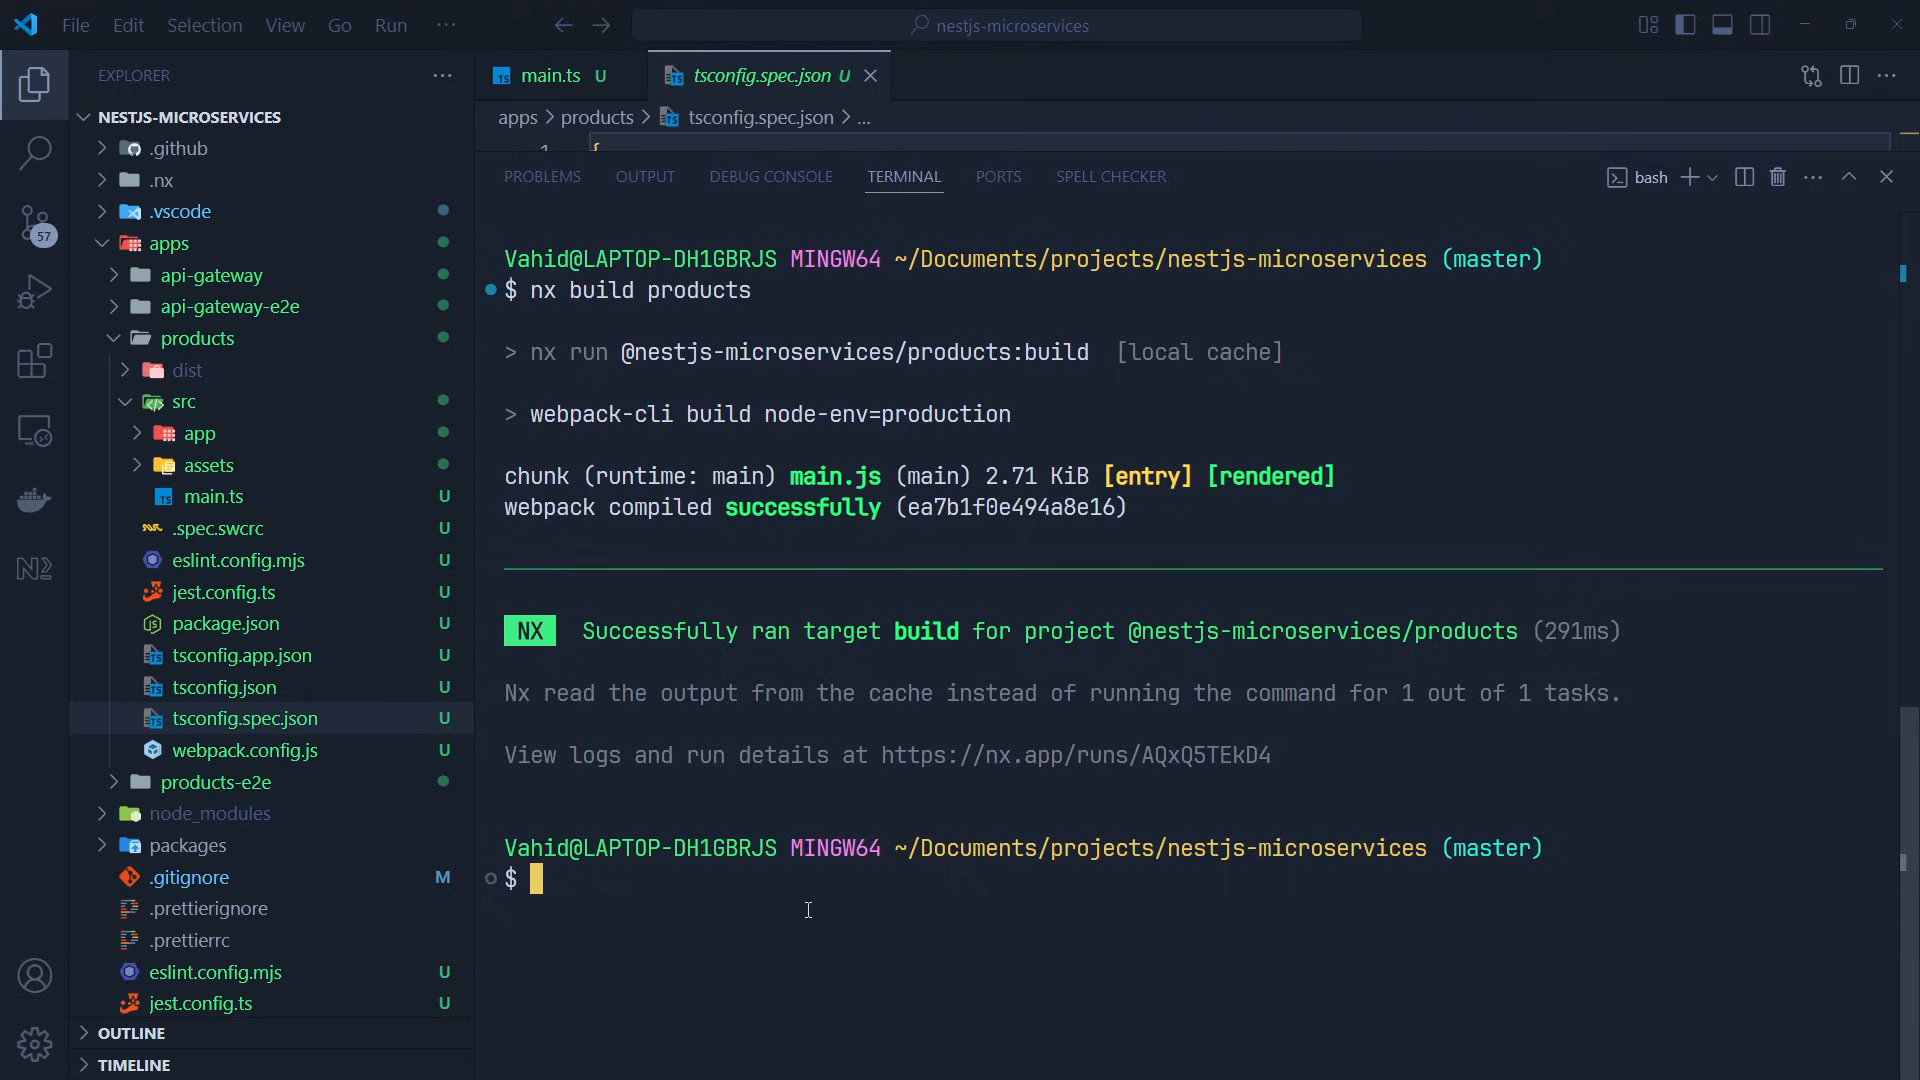 File Edit Selection View Go Run ···
nestjs-microservices
EXPLORER
NESTJS-MICROSERVICES
.github
.nx
.vscode
apps
api-gateway
api-gateway-e2e
products
dist
src
app
assets
main.ts U
.spec.swcrc U
eslint.config.mjs U
jest.config.ts U
package.json U
tsconfig.app.json U
tsconfig.json U
tsconfig.spec.json U
webpack.config.js U
products-e2e
node_modules
packages
.gitignore M
.prettierignore
.prettierrc
eslint.config.mjs U
jest.config.ts U
OUTLINE
TIMELINE
57
main.ts U
tsconfig.spec.json U
apps > products > tsconfig.spec.json > ...
1 {
PROBLEMS OUTPUT DEBUG CONSOLE TERMINAL PORTS SPELL CHECKER
bash
Vahid@LAPTOP-DH1GBRJS MINGW64 ~/Documents/projects/nestjs-microservices (master)
$ nx build products
> nx run @nestjs-microservices/products:build [local cache]
> webpack-cli build node-env=production
chunk (runtime: main) main.js (main) 2.71 KiB [entry] [rendered]
webpack compiled successfully (ea7b1f0e494a8e16)
NX Successfully ran target build for project @nestjs-microservices/products (291ms)
Nx read the output from the cache instead of running the command for 1 out of 1 tasks.
View logs and run details at https://nx.app/runs/AQxQ5TEkD4
Vahid@LAPTOP-DH1GBRJS MINGW64 ~/Documents/projects/nestjs-microservices (master)
$